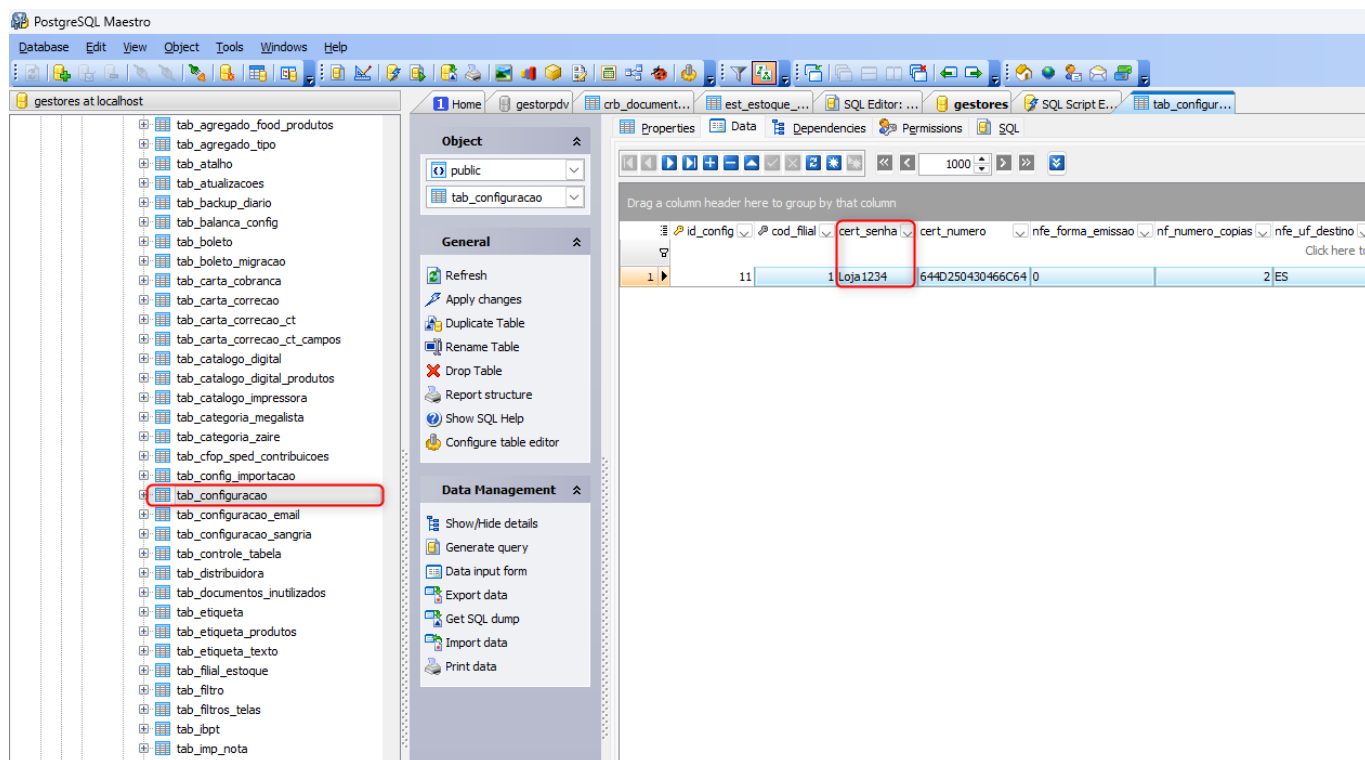 PostgreSQL Maestro
Database Edit View Object Tools Windows Help
gestores at localhost
1 Home gestorpdv crb_document... est_estoque_... SQL Editor: ... gestores SQL Script E... tab_configur...
tab_agregado_food_produtos
tab_agregado_tipo
tab_atalho
tab_atualizacoes
tab_backup_diario
tab_balanca_config
tab_boleto
tab_boleto_migracao
tab_carta_cobranca
tab_carta_correcao
tab_carta_correcao_ct
tab_carta_correcao_ct_campos
tab_catalogo_digital
tab_catalogo_digital_produtos
tab_catalogo_impressora
tab_categoria_megalista
tab_categoria_zaire
tab_cfop_sped_contribuicoes
tab_config_importacao
tab_configuracao
tab_configuracao_email
tab_configuracao_sangria
tab_controle_tabela
tab_distribuidora
tab_documentos_inutilizados
tab_etiqueta
tab_etiqueta_produtos
tab_etiqueta_texto
tab_filial_estoque
tab_filtro
tab_filtros_telas
tab_ibpt
tab_imp_nota
Object
public
tab_configuracao
General
Refresh
Apply changes
Duplicate Table
Rename Table
Drop Table
Report structure
Show SQL Help
Configure table editor
Data Management
Show/Hide details
Generate query
Data input form
Export data
Get SQL dump
Import data
Print data
Properties Data Dependencies Permissions SQL
1000
Drag a column header here to group by that column
id_config cod_filial cert_senha cert_numero nfe_forma_emissao nf_numero_copias nfe_uf_destino
Click here to
1 11 1 Loja1234 644D250430466C64 0 2 ES